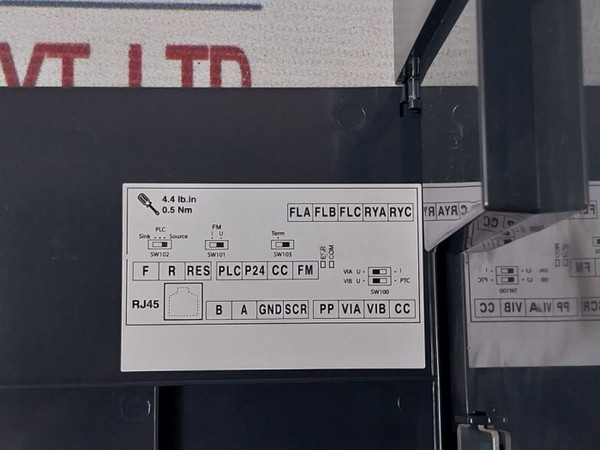 VT. LTD
4.4 lb.in
0.5 Nm
FLA FLB FLC RYA RYC
PLC
Sink Source
SW102
FM
I U
SW101
Term
SW103
F R RES PLC P24 CC FM
VIA U I
VIB U PTC
SW100
RJ45
B A GND SCR PP VIA VIB CC